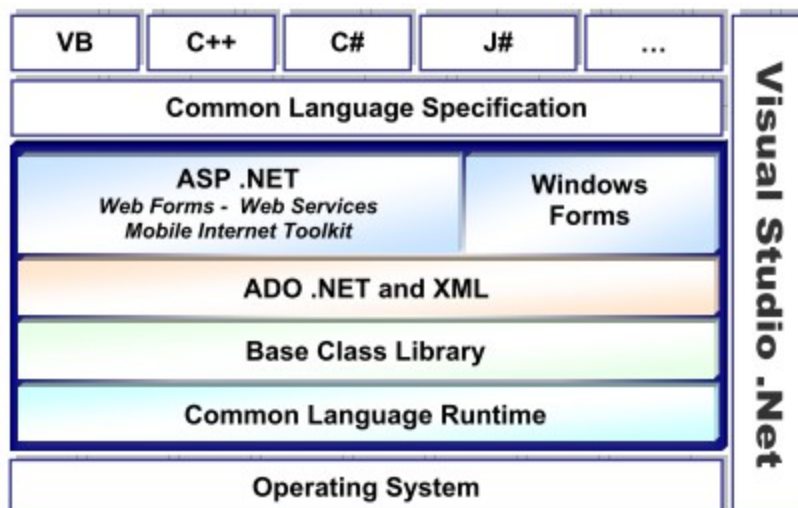 VB
C++
C#
J#
...
Common Language Specification
ASP .NET
Web Forms - Web Services
Mobile Internet Toolkit
Windows
Forms
ADO .NET and XML
Base Class Library
Common Language Runtime
Operating System
Visual Studio .Net